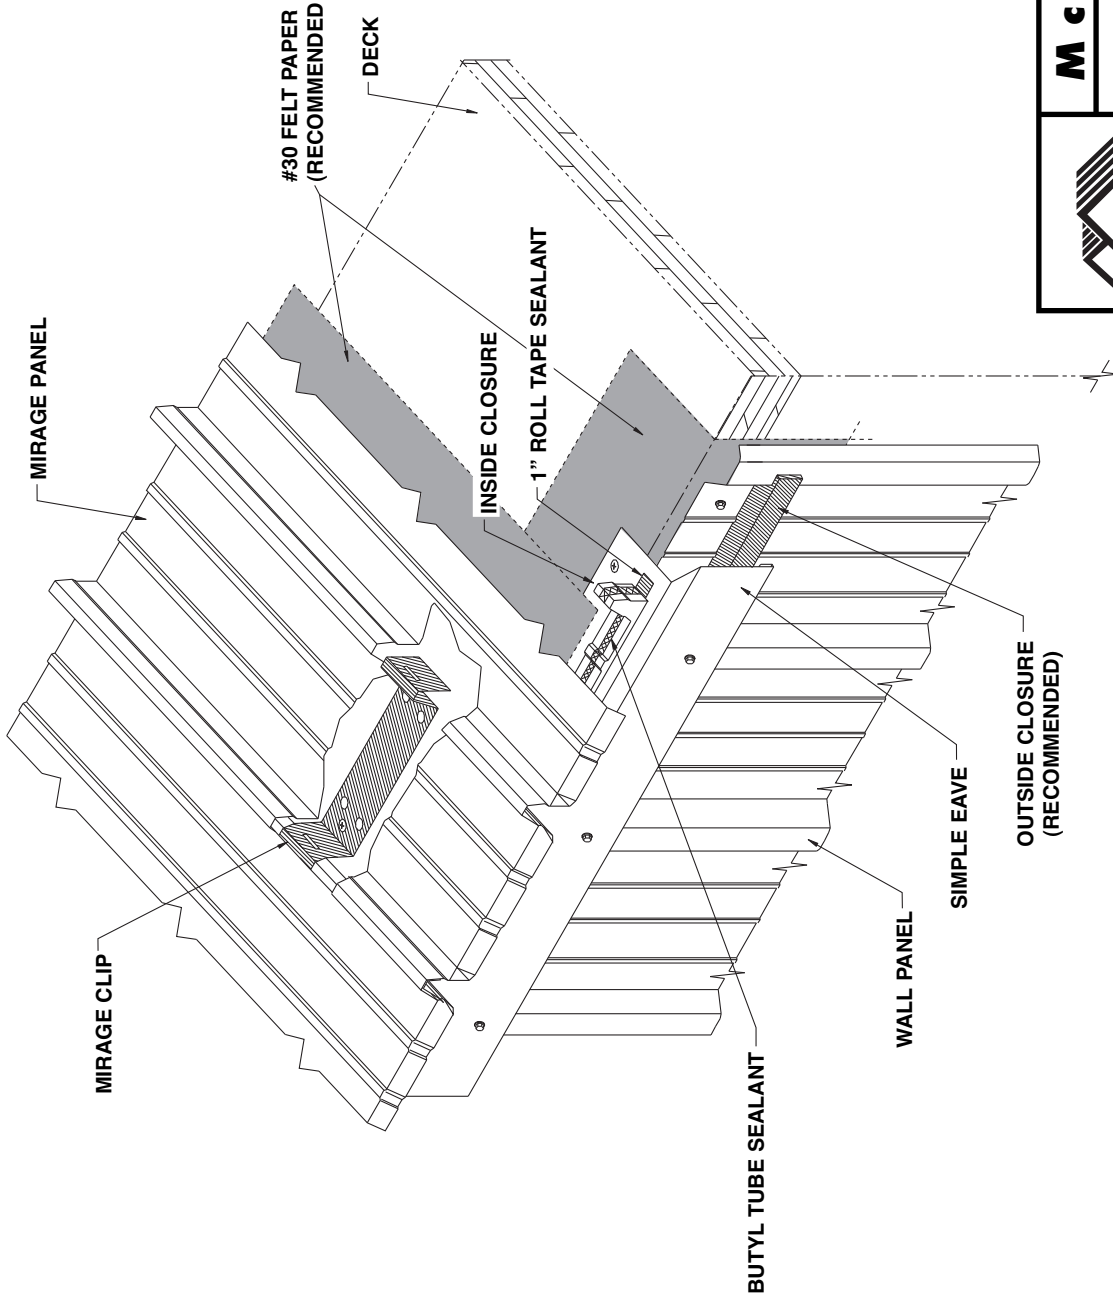 MIRAGE CLIP
MIRAGE PANEL
#30 FELT PAPER
(RECOMMENDED
DECK
INSIDE CLOSURE
1” ROLL TAPE SEALANT
BUTYL TUBE SEALANT
WALL PANEL
SIMPLE EAVE
OUTSIDE CLOSURE
(RECOMMENDED)